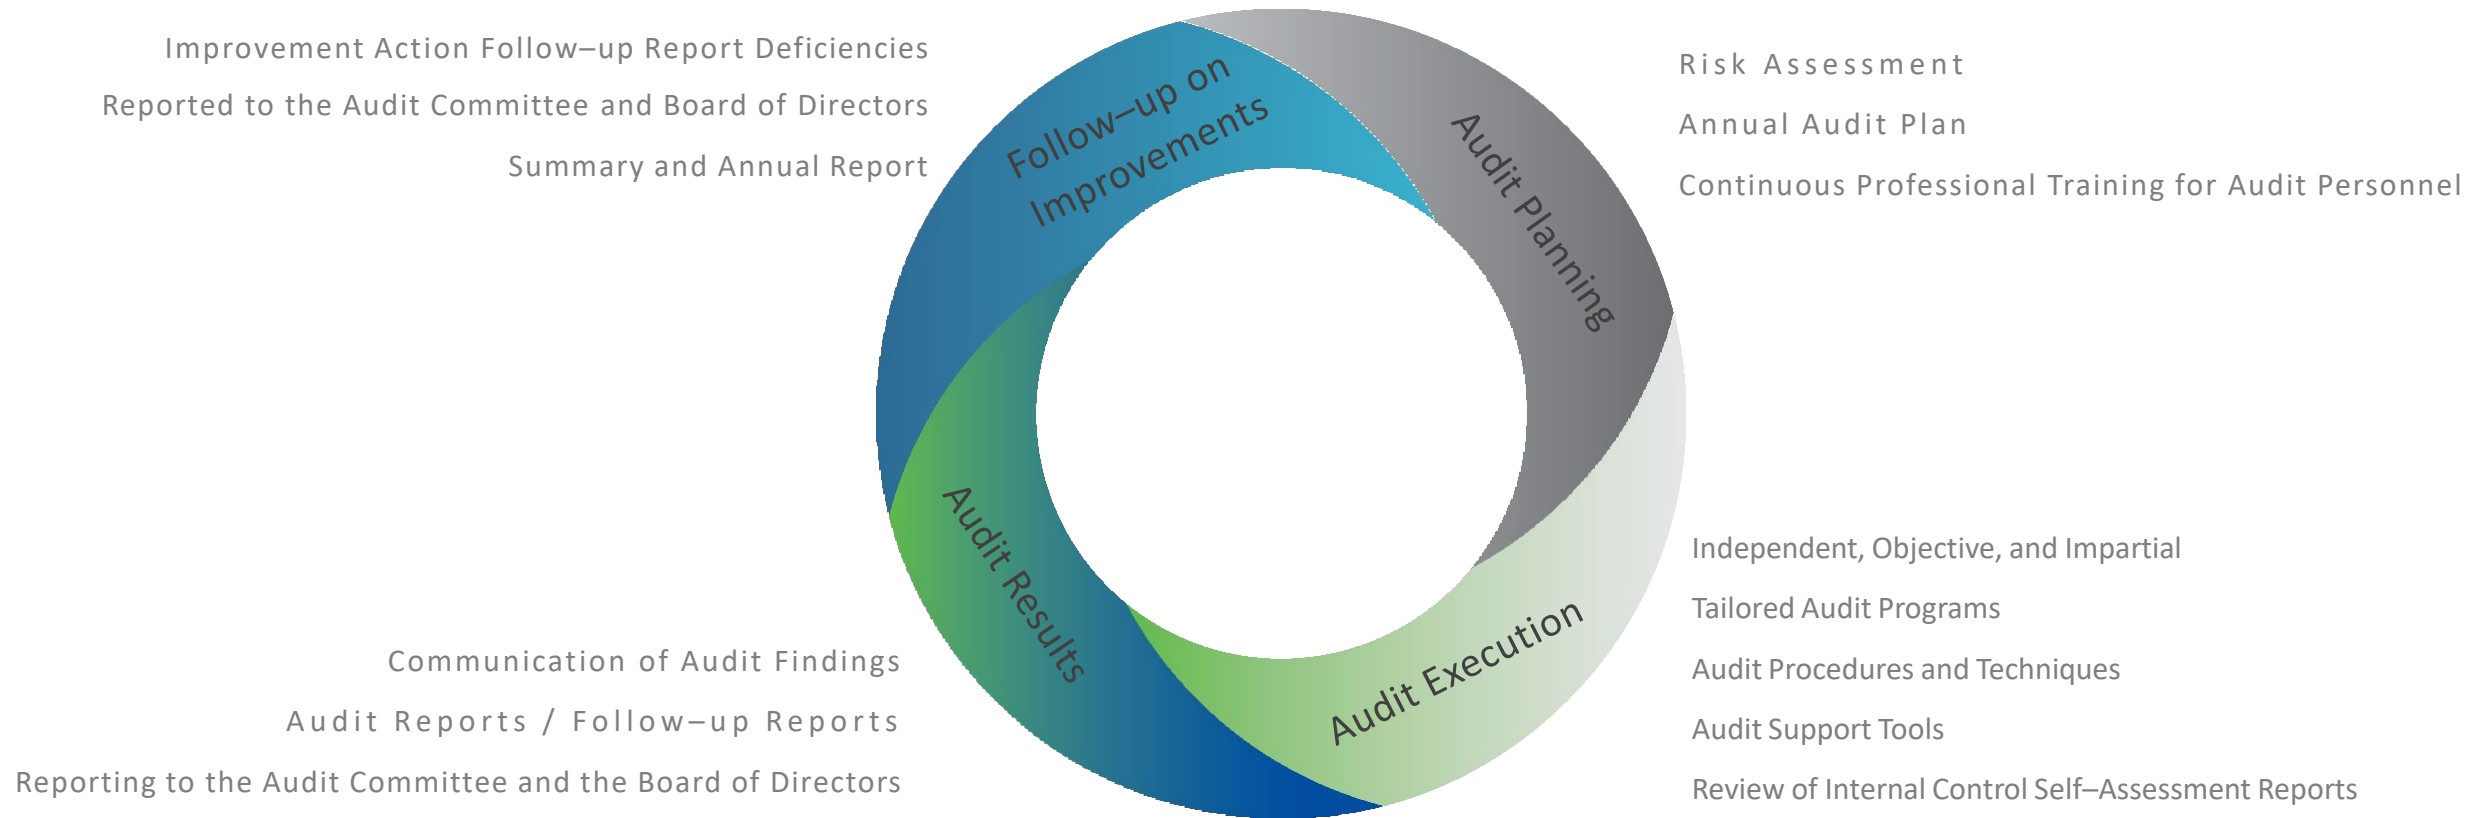 Improvement Action Follow–up Report Deficiencies
Reported to the Audit Committee and Board of Directors
Summary and Annual Report
Follow–up on
Improvements
Audit Planning
Risk Assessment
Annual Audit Plan
Continuous Professional Training for Audit Personnel
Audit Results
Communication of Audit Findings
Audit Reports / Follow–up Reports
Reporting to the Audit Committee and the Board of Directors
Audit Execution
Independent, Objective, and Impartial
Tailored Audit Programs
Audit Procedures and Techniques
Audit Support Tools
Review of Internal Control Self–Assessment Reports